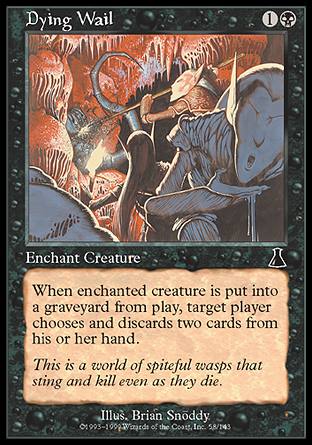 Dying Wail 1
Enchant Creature
When enchanted creature is put into
a graveyard from play, target player
chooses and discards two cards from
his or her hand.
This is a world of spiteful wasps that
sting and kill even as they die.
Illus. Brian Snoddy
©1993-1999 Wizards of the Coast, Inc. 58/143